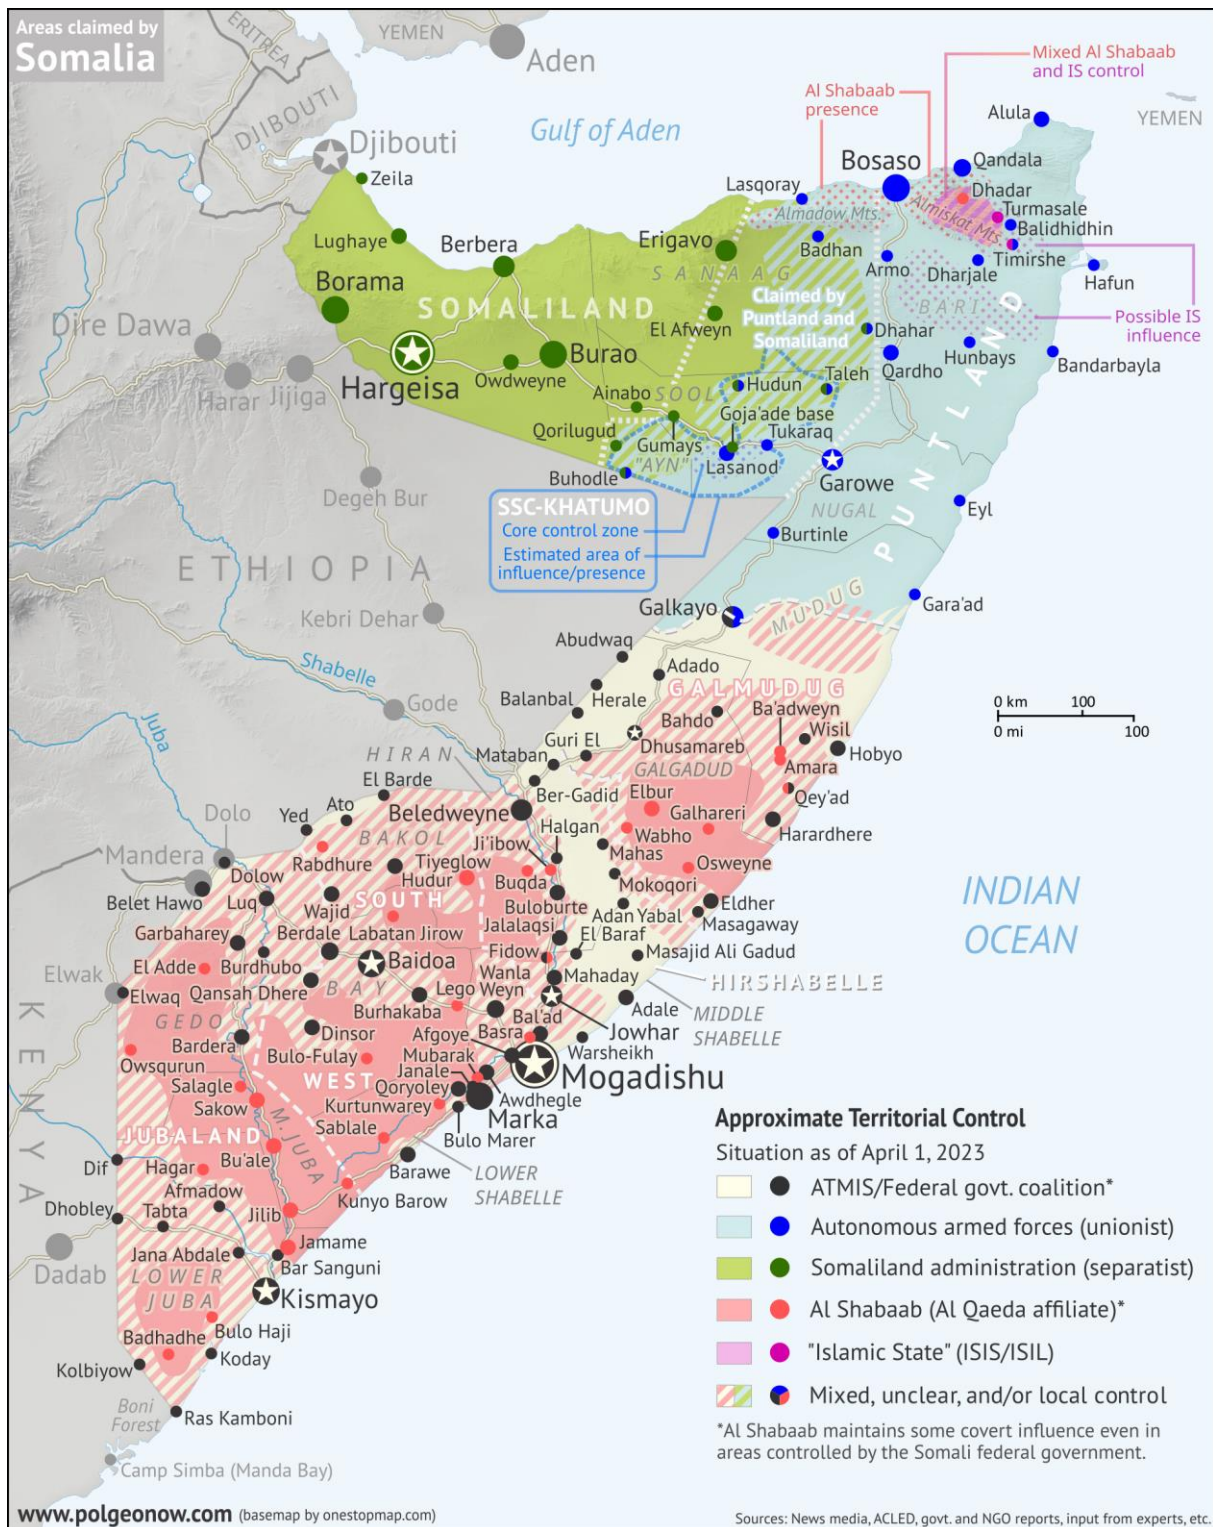 Areas claimed by
Somalia
ERITREA
YEMEN
Aden
DJIBOUTI
Djibouti
Zeila
Gulf of Aden
Al Shabaab
presence
Mixed Al Shabaab
and IS control
Alula
YEMEN
Bosaso
Qandala
Lasqoray
Dhadar
Turmasale
Balidhidhin
Almadow Mts.
Almiskat Mts.
Timirshe
Lughaye
Berbera
Erigavo
Badhan
Armo
Dharjale
Hafun
SANAAG
BARI
Borama
SOMALILAND
Claimed by
Puntland and
Somaliland
Possible IS
influence
El Afweyn
Dhahar
Hunbays
Bandarbayla
Dire Dawa
Harar
Jijiga
Hargeisa
Owdweyne
Burao
Qardho
Hudun
Taleh
Ainabo
SOOL
Goja'ade base
Tukaraq
Qorilugud
Gumays
"AYN"
Lasanod
Buhodle
Garowe
PUNTLAND
NUGAL
Eyl
Degeh Bur
SSC-KHATUMO
Core control zone
Estimated area of
influence/presence
Burtinle
ETHIOPIA
Kebri Dehar
Galkayo
MUDUG
Gara'ad
Abudwaq
Shabelle
Adado
Balanbal
Herale
GALMUDUG
Juba
Gode
Bahdo
Ba'adweyn
Wisil
0 km 100
0 mi 100
HIRAN
Mataban
Guri El
Dhusamareb
Hobyo
GALGADUD
Amara
El Barde
Ber-Gadid
Elbur
Qey'ad
Dolo
Yed
Ato
Beledweyne
Galhareri
Harardhere
BAKOL
Halgan
Wabho
Mandera
Rabdhure
Tiyeglow
Ji'ibow
Mahas
Osweyne
Dolow
Hudur
Buqda
Mokoqori
Belet Hawo
Luq
Wajid
SOUTH
Buloburte
Adan Yabal
Eldher
Masagaway
Garbaharey
Berdale
Labatan Jirow
Jalalaqsi
El Baraf
INDIAN
OCEAN
El Adde
Burdhubo
Baidoa
Fidow
Masajid Ali Gadud
Elwak
Elwaq
Qansah Dhere
BAY
Wanla
Weyn
Mahaday
HIRSHABELLE
Lego
Burhakaba
Adale
MIDDLE
SHABELLE
GEDO
Dinsor
Afgoye
Basra
Bal'ad
Jowhar
Bardera
Warsheikh
KENYA
Owsqurun
Bulo-Fulay
Mubarak
Mogadishu
Salagle
Janale
WEST
Qoryoley
Awdhegle
Sakow
Kurtunwarey
Marka
Sablale
Bulo Marer
JUBALAND
M. JUBA
Dif
Hagar
Bu'ale
Barawe
LOWER
SHABELLE
Afmadow
Dhobley
Tabta
Jilib
Kunyo Barow
Dadab
Jana Abdale
Jamame
Bar Sanguni
LOWER
JUBA
Kismayo
Badhadhe
Bulo Haji
Kolbiyow
Koday
Boni
Forest
Ras Kamboni
Camp Simba (Manda Bay)
Approximate Territorial Control
Situation as of April 1, 2023
ATMIS/Federal govt. coalition*
Autonomous armed forces (unionist)
Somaliland administration (separatist)
Al Shabaab (Al Qaeda affiliate)*
"Islamic State" (ISIS/ISIL)
Mixed, unclear, and/or local control
*Al Shabaab maintains some covert influence even in
areas controlled by the Somali federal government.
www.polgeonow.com (basemap by onestopmap.com)
Sources: News media, ACLED, govt. and NGO reports, input from experts, etc.